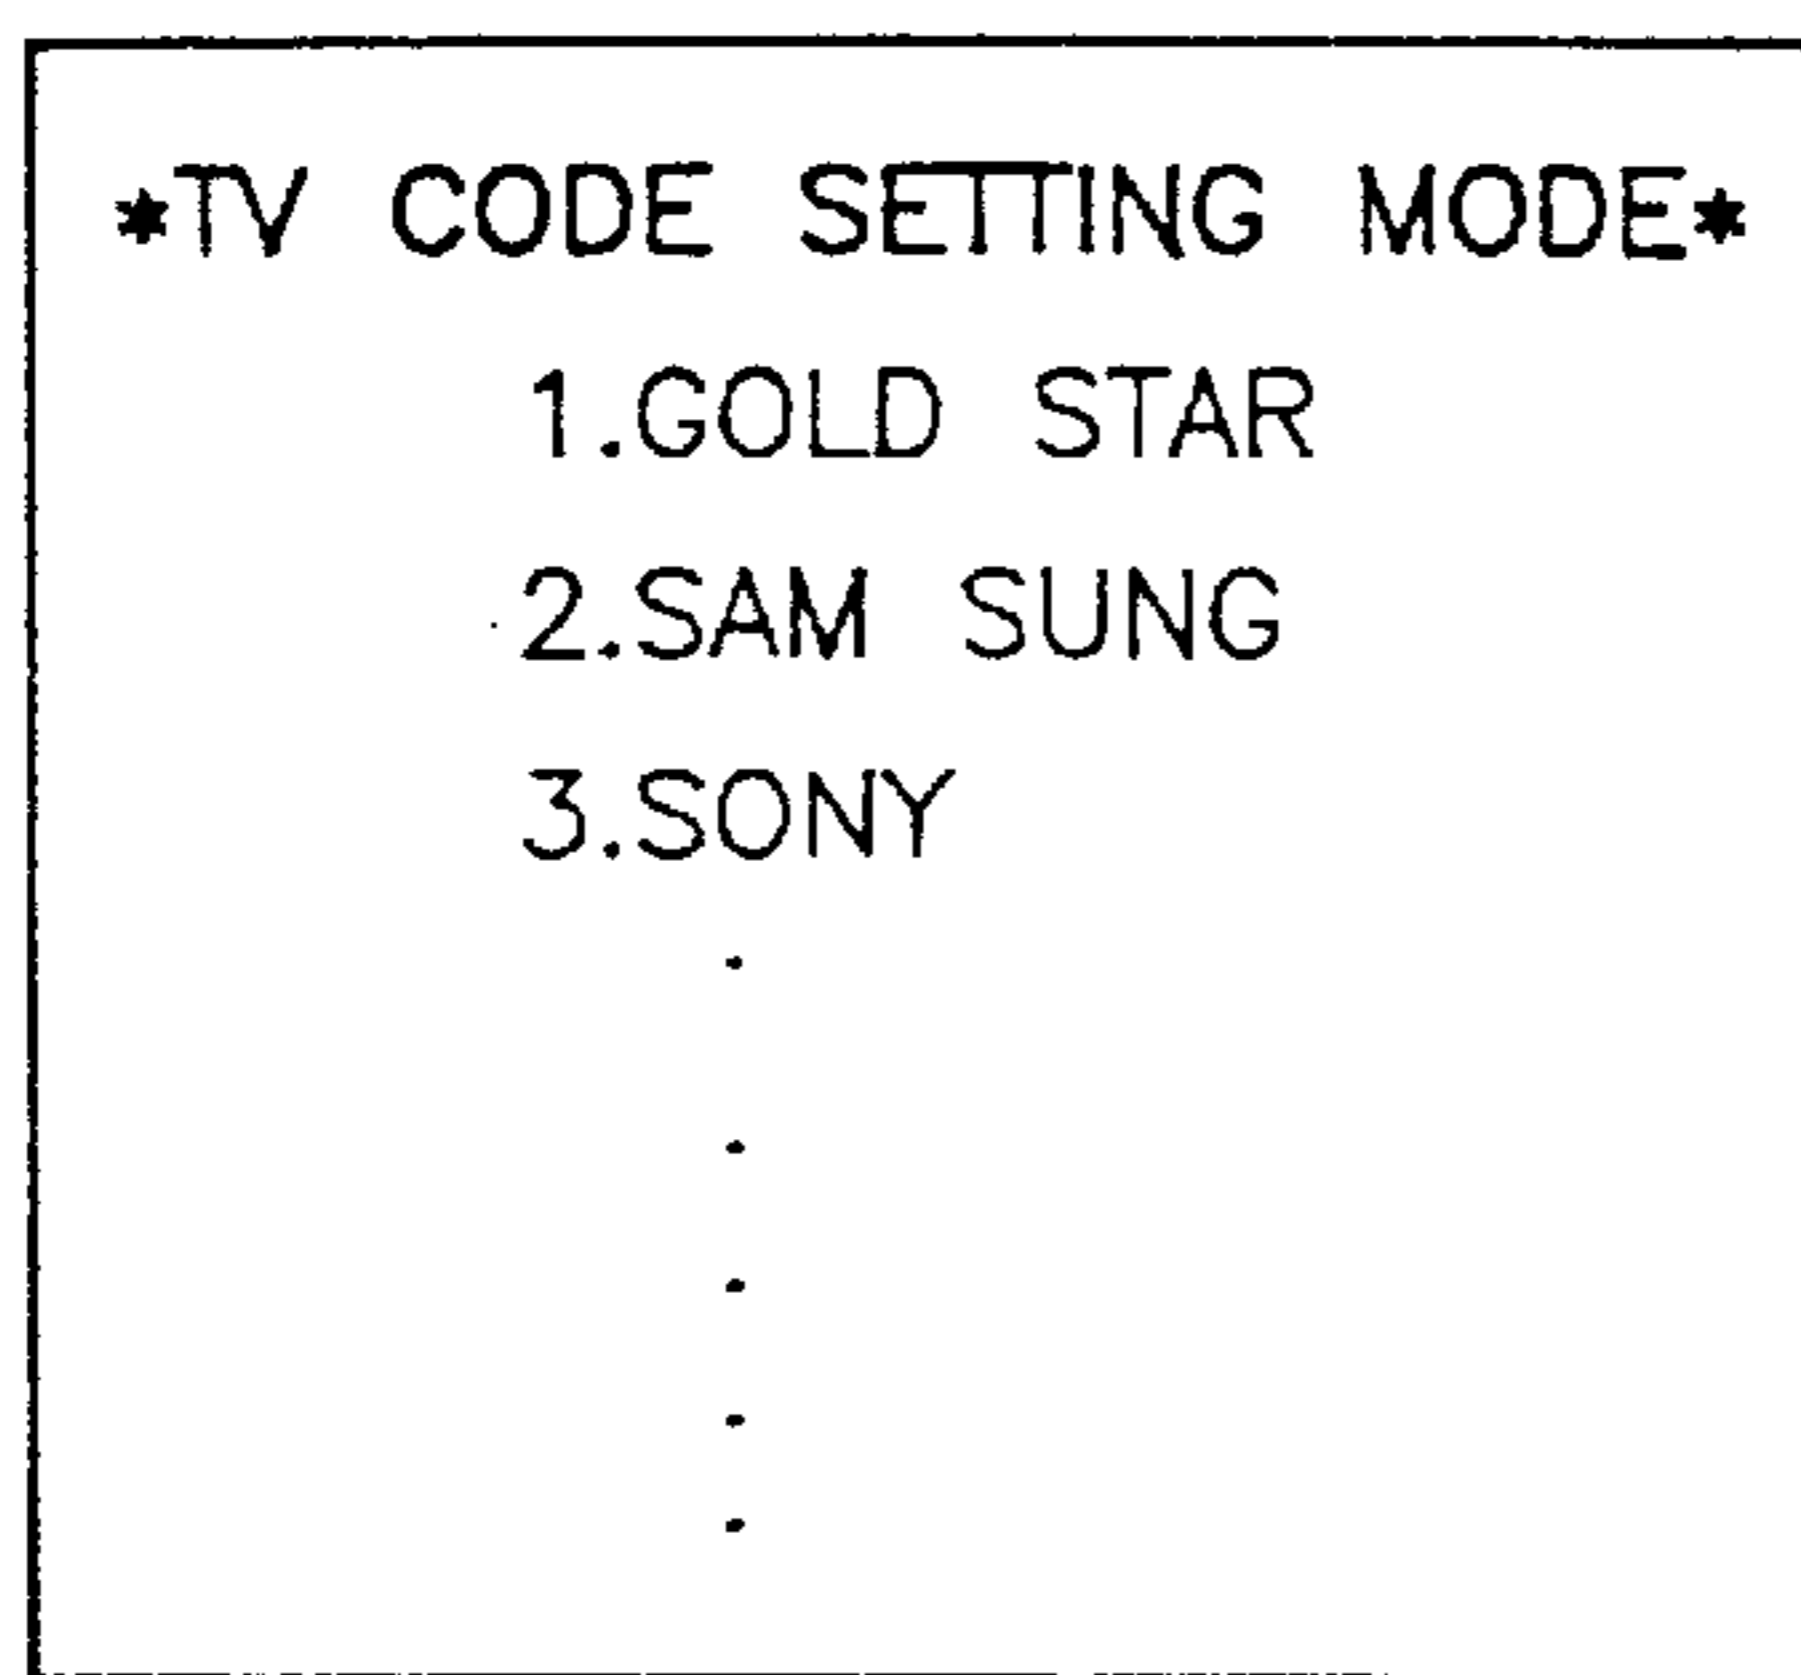 *TV CODE SETTING MODE*
1.GOLD STAR
2.SAM SUNG
3.SONY
.
.
.
.
.